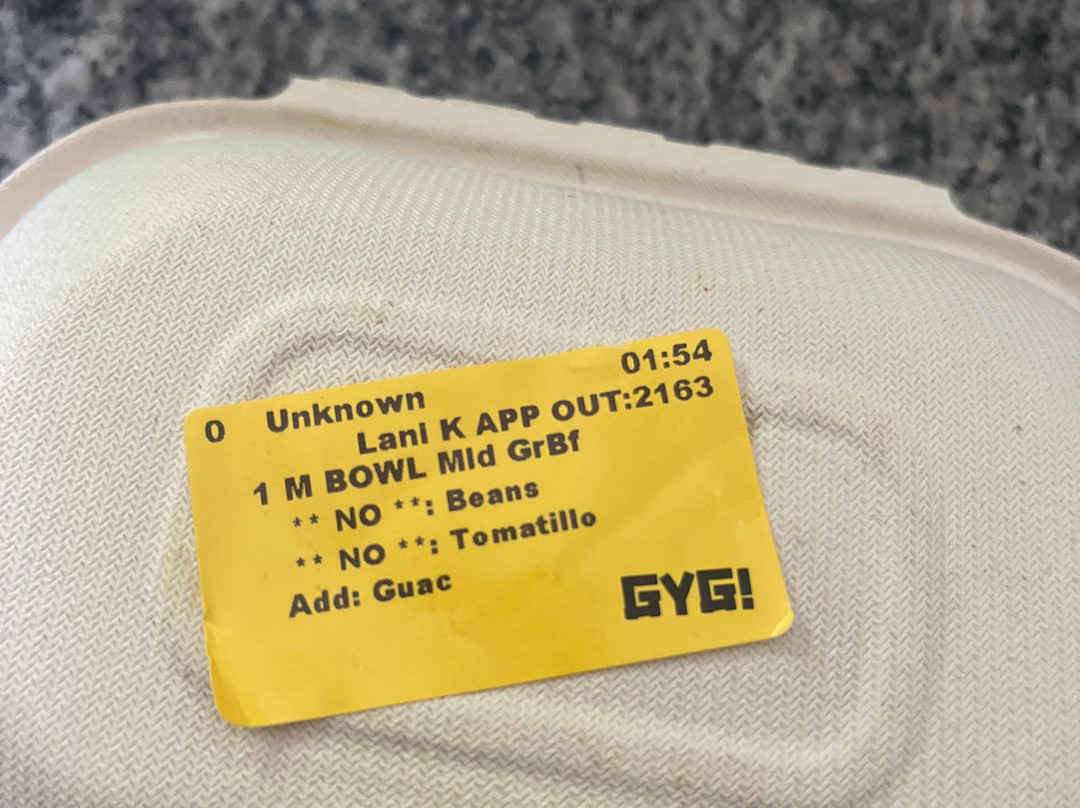 01:54
0 Unknown
Lani K APP OUT:2163
1 M BOWL Mld GrBf
** NO **: Beans
** NO **: Tomatillo
Add: Guac
GYG!